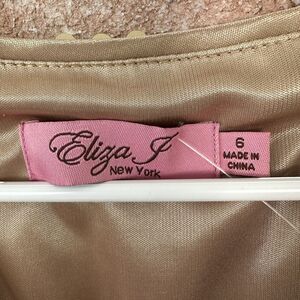 Eliza J
New York
6
MADE IN
CHINA